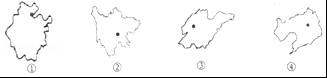 ① ② ③ ④